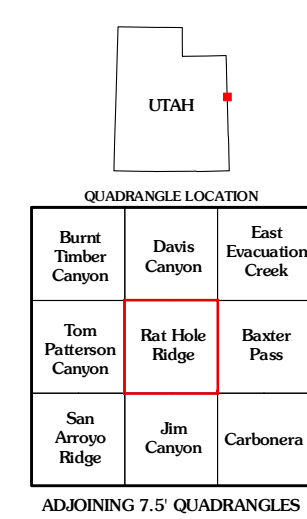 UTAH
QUADRANGLE LOCATION
Burnt
Timber
Canyon
Davis
Canyon
East
Evacuation
Creek
Tom
Patterson
Canyon
Rat Hole
Ridge
Baxter
Pass
San
Arroyo
Ridge
Jim
Canyon
Carbonera
ADJOINING 7.5' QUADRANGLES